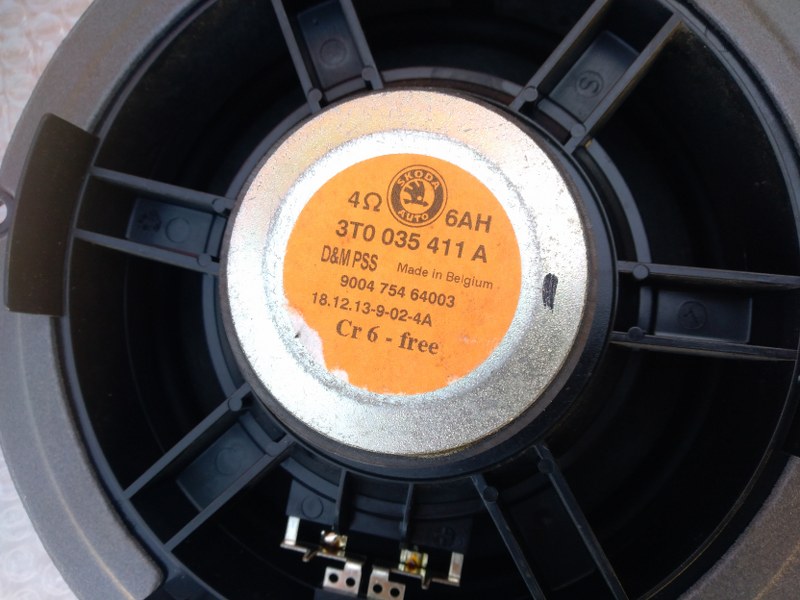 SKODA
AUTO
4Ω 6AH
3T0 035 411 A
D&M PSS Made in Belgium
9004 754 64003
18.12.13-9-02-4A
Cr 6 - free